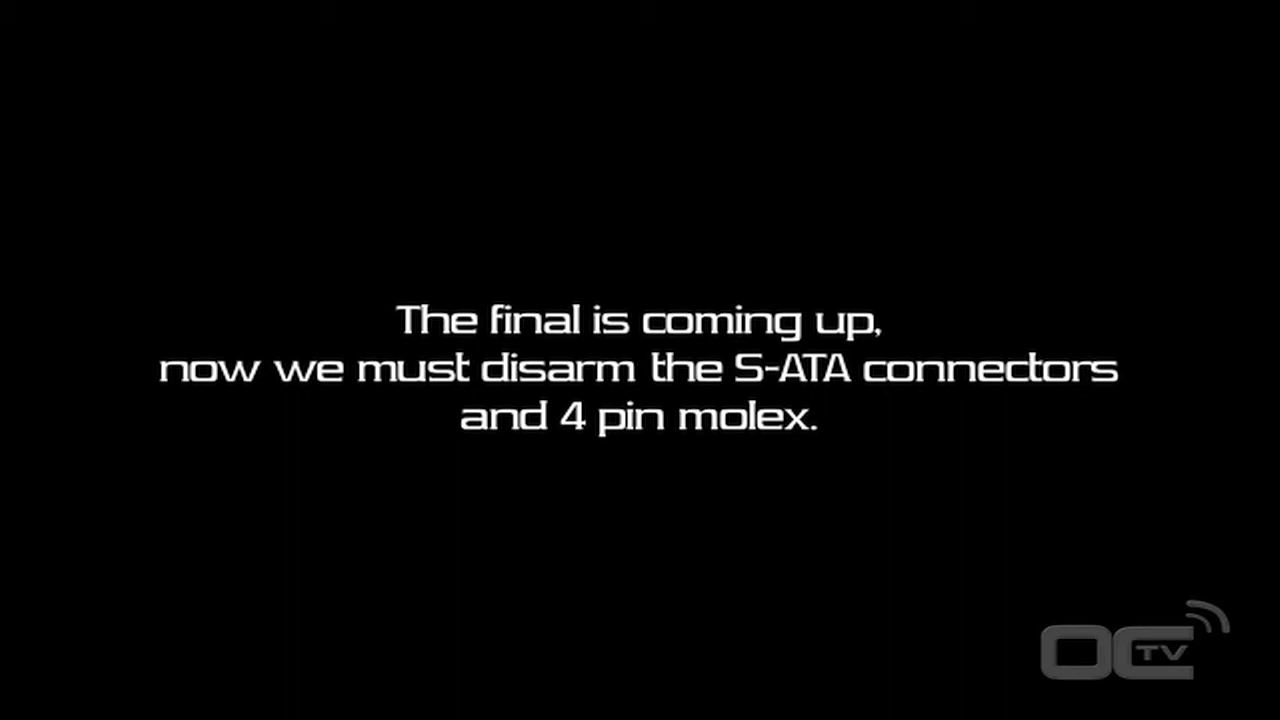 The final is coming up,
now we must disarm the S-ATA connectors
and 4 pin molex.
OC TV